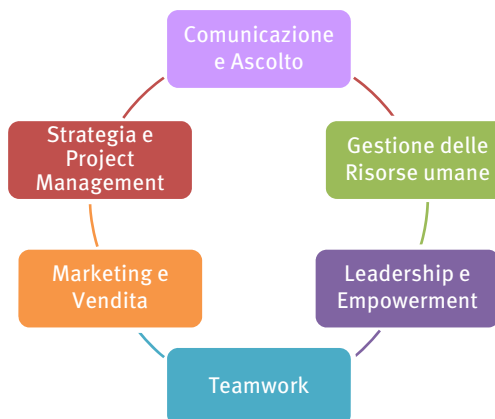 Comunicazione
e Ascolto
Strategia e
Project
Management
Gestione delle
Risorse umane
Marketing e
Vendita
Leadership e
Empowerment
Teamwork